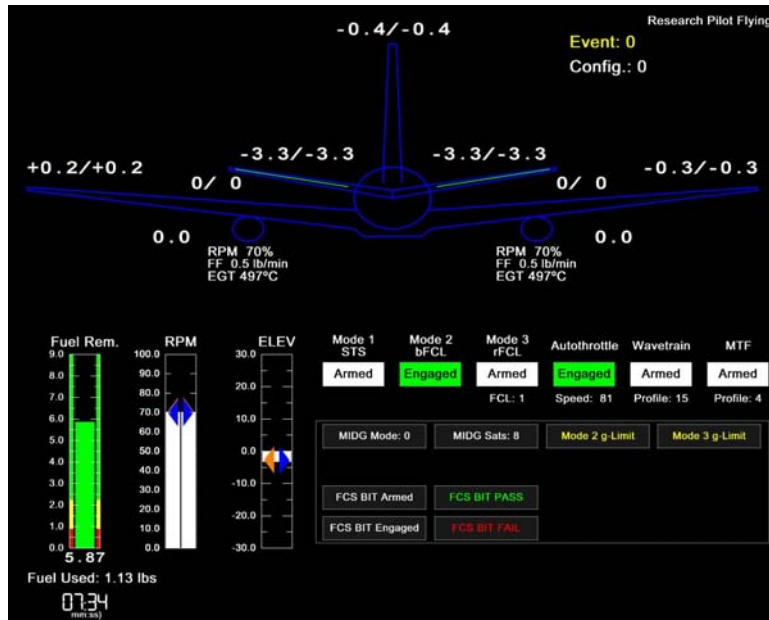 Research Pilot Flying
-0.4/-0.4
Event: 0
Config.: 0
-3.3/-3.3
-3.3/-3.3
+0.2/+0.2
0/ 0
0/ 0
-0.3/-0.3
0.0
0.0
RPM 70%
FF 0.5 lb/min
EGT 497ºC
RPM 70%
FF 0.5 lb/min
EGT 497ºC
Fuel Rem.
9.0
8.0
7.0
6.0
5.0
4.0
3.0
2.0
1.0
0.0
5.87
RPM
100.0
90.0
80.0
70.0
60.0
50.0
40.0
30.0
20.0
10.0
0.0
ELEV
30.0
20.0
10.0
0.0
-10.0
-20.0
-30.0
Fuel Used: 1.13 lbs
07:34
mm:ss)
Mode 1
STS
Armed
Mode 2
bFCL
Engaged
Mode 3
rFCL
Armed
FCL: 1
Autothrottle
Engaged
Speed: 81
Wavetrain
Armed
Profile: 15
MTF
Armed
Profile: 4
MIDG Mode: 0
MIDG Sats: 8
Mode 2 g-Limit
Mode 3 g-Limit
FCS BIT Armed
FCS BIT PASS
FCS BIT Engaged
FCS BIT FAIL